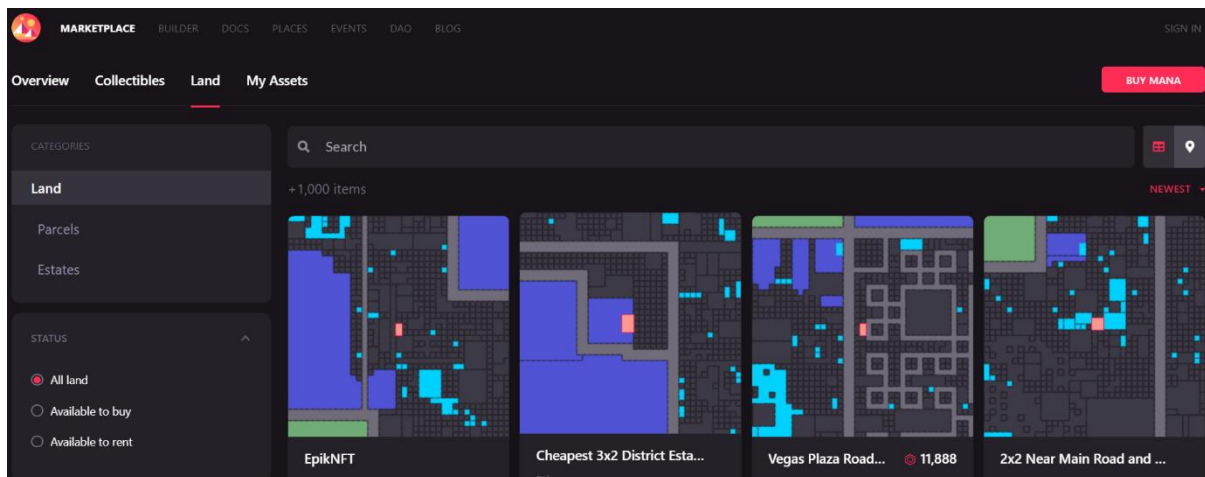 MARKETPLACE BUILDER DOCS PLACES EVENTS DAO BLOG SIGN IN
Overview Collectibles Land My Assets BUY MANA
CATEGORIES
Land
Parcels
Estates
STATUS
All land
Available to buy
Available to rent
Search
+1,000 items NEWEST
EpikNFT
Cheapest 3x2 District Esta...
Vegas Plaza Road... 11,888
2x2 Near Main Road and ...